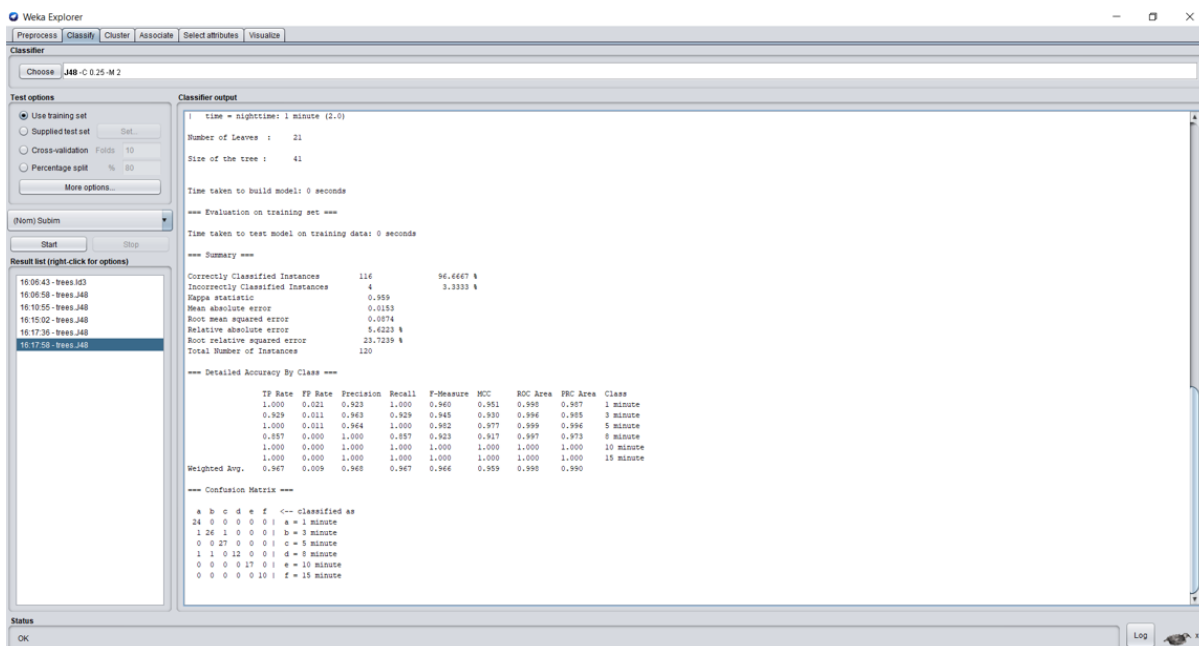 Weka Explorer
Preprocess Classify Cluster Associate Select attributes Visualize
Classifier
Choose J48 -C 0.25 -M 2
Test options
Use training set
Supplied test set Set...
Cross-validation Folds 10
Percentage split % 80
More options...
(Nom) Subim
Start Stop
Result list (right-click for options)
16:06:43 - trees.Id3
16:06:58 - trees.J48
16:10:55 - trees.J48
16:15:02 - trees.J48
16:17:36 - trees.J48
16:17:58 - trees.J48
Classifier output
| time = nighttime: 1 minute (2.0)
Number of Leaves : 21
Size of the tree : 41
Time taken to build model: 0 seconds
=== Evaluation on training set ===
Time taken to test model on training data: 0 seconds
=== Summary ===
Correctly Classified Instances 116 96.6667 %
Incorrectly Classified Instances 4 3.3333 %
Kappa statistic 0.959
Mean absolute error 0.0153
Root mean squared error 0.0874
Relative absolute error 5.6223 %
Root relative squared error 23.7239 %
Total Number of Instances 120
=== Detailed Accuracy By Class ===
TP Rate FP Rate Precision Recall F-Measure MCC ROC Area PRC Area Class
1.000 0.021 0.923 1.000 0.960 0.951 0.998 0.987 1 minute
0.929 0.011 0.963 0.929 0.945 0.930 0.996 0.985 3 minute
1.000 0.011 0.964 1.000 0.982 0.977 0.999 0.996 5 minute
0.857 0.000 1.000 0.857 0.923 0.917 0.997 0.973 8 minute
1.000 0.000 1.000 1.000 1.000 1.000 1.000 1.000 10 minute
1.000 0.000 1.000 1.000 1.000 1.000 1.000 1.000 15 minute
Weighted Avg. 0.967 0.009 0.968 0.967 0.966 0.959 0.998 0.990
=== Confusion Matrix ===
a b c d e f <-- classified as
24 0 0 0 0 0 | a = 1 minute
1 26 1 0 0 0 | b = 3 minute
0 0 27 0 0 0 | c = 5 minute
1 1 0 12 0 0 | d = 8 minute
0 0 0 0 17 0 | e = 10 minute
0 0 0 0 0 10 | f = 15 minute
Status
OK
Log
x